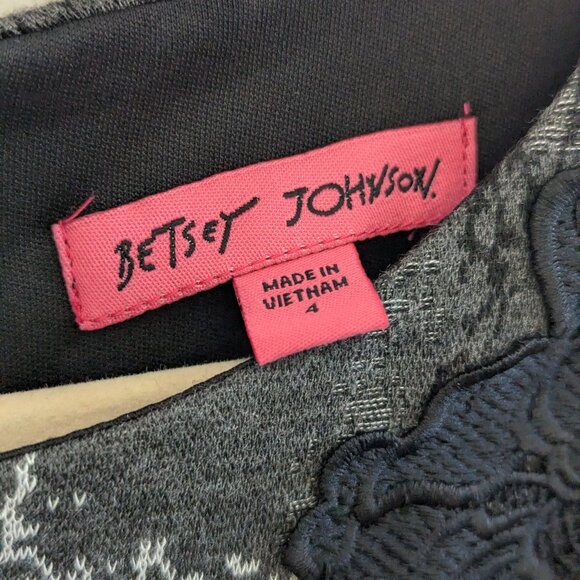 BETSEY JOHNSON.
MADE IN
VIETNAM
4